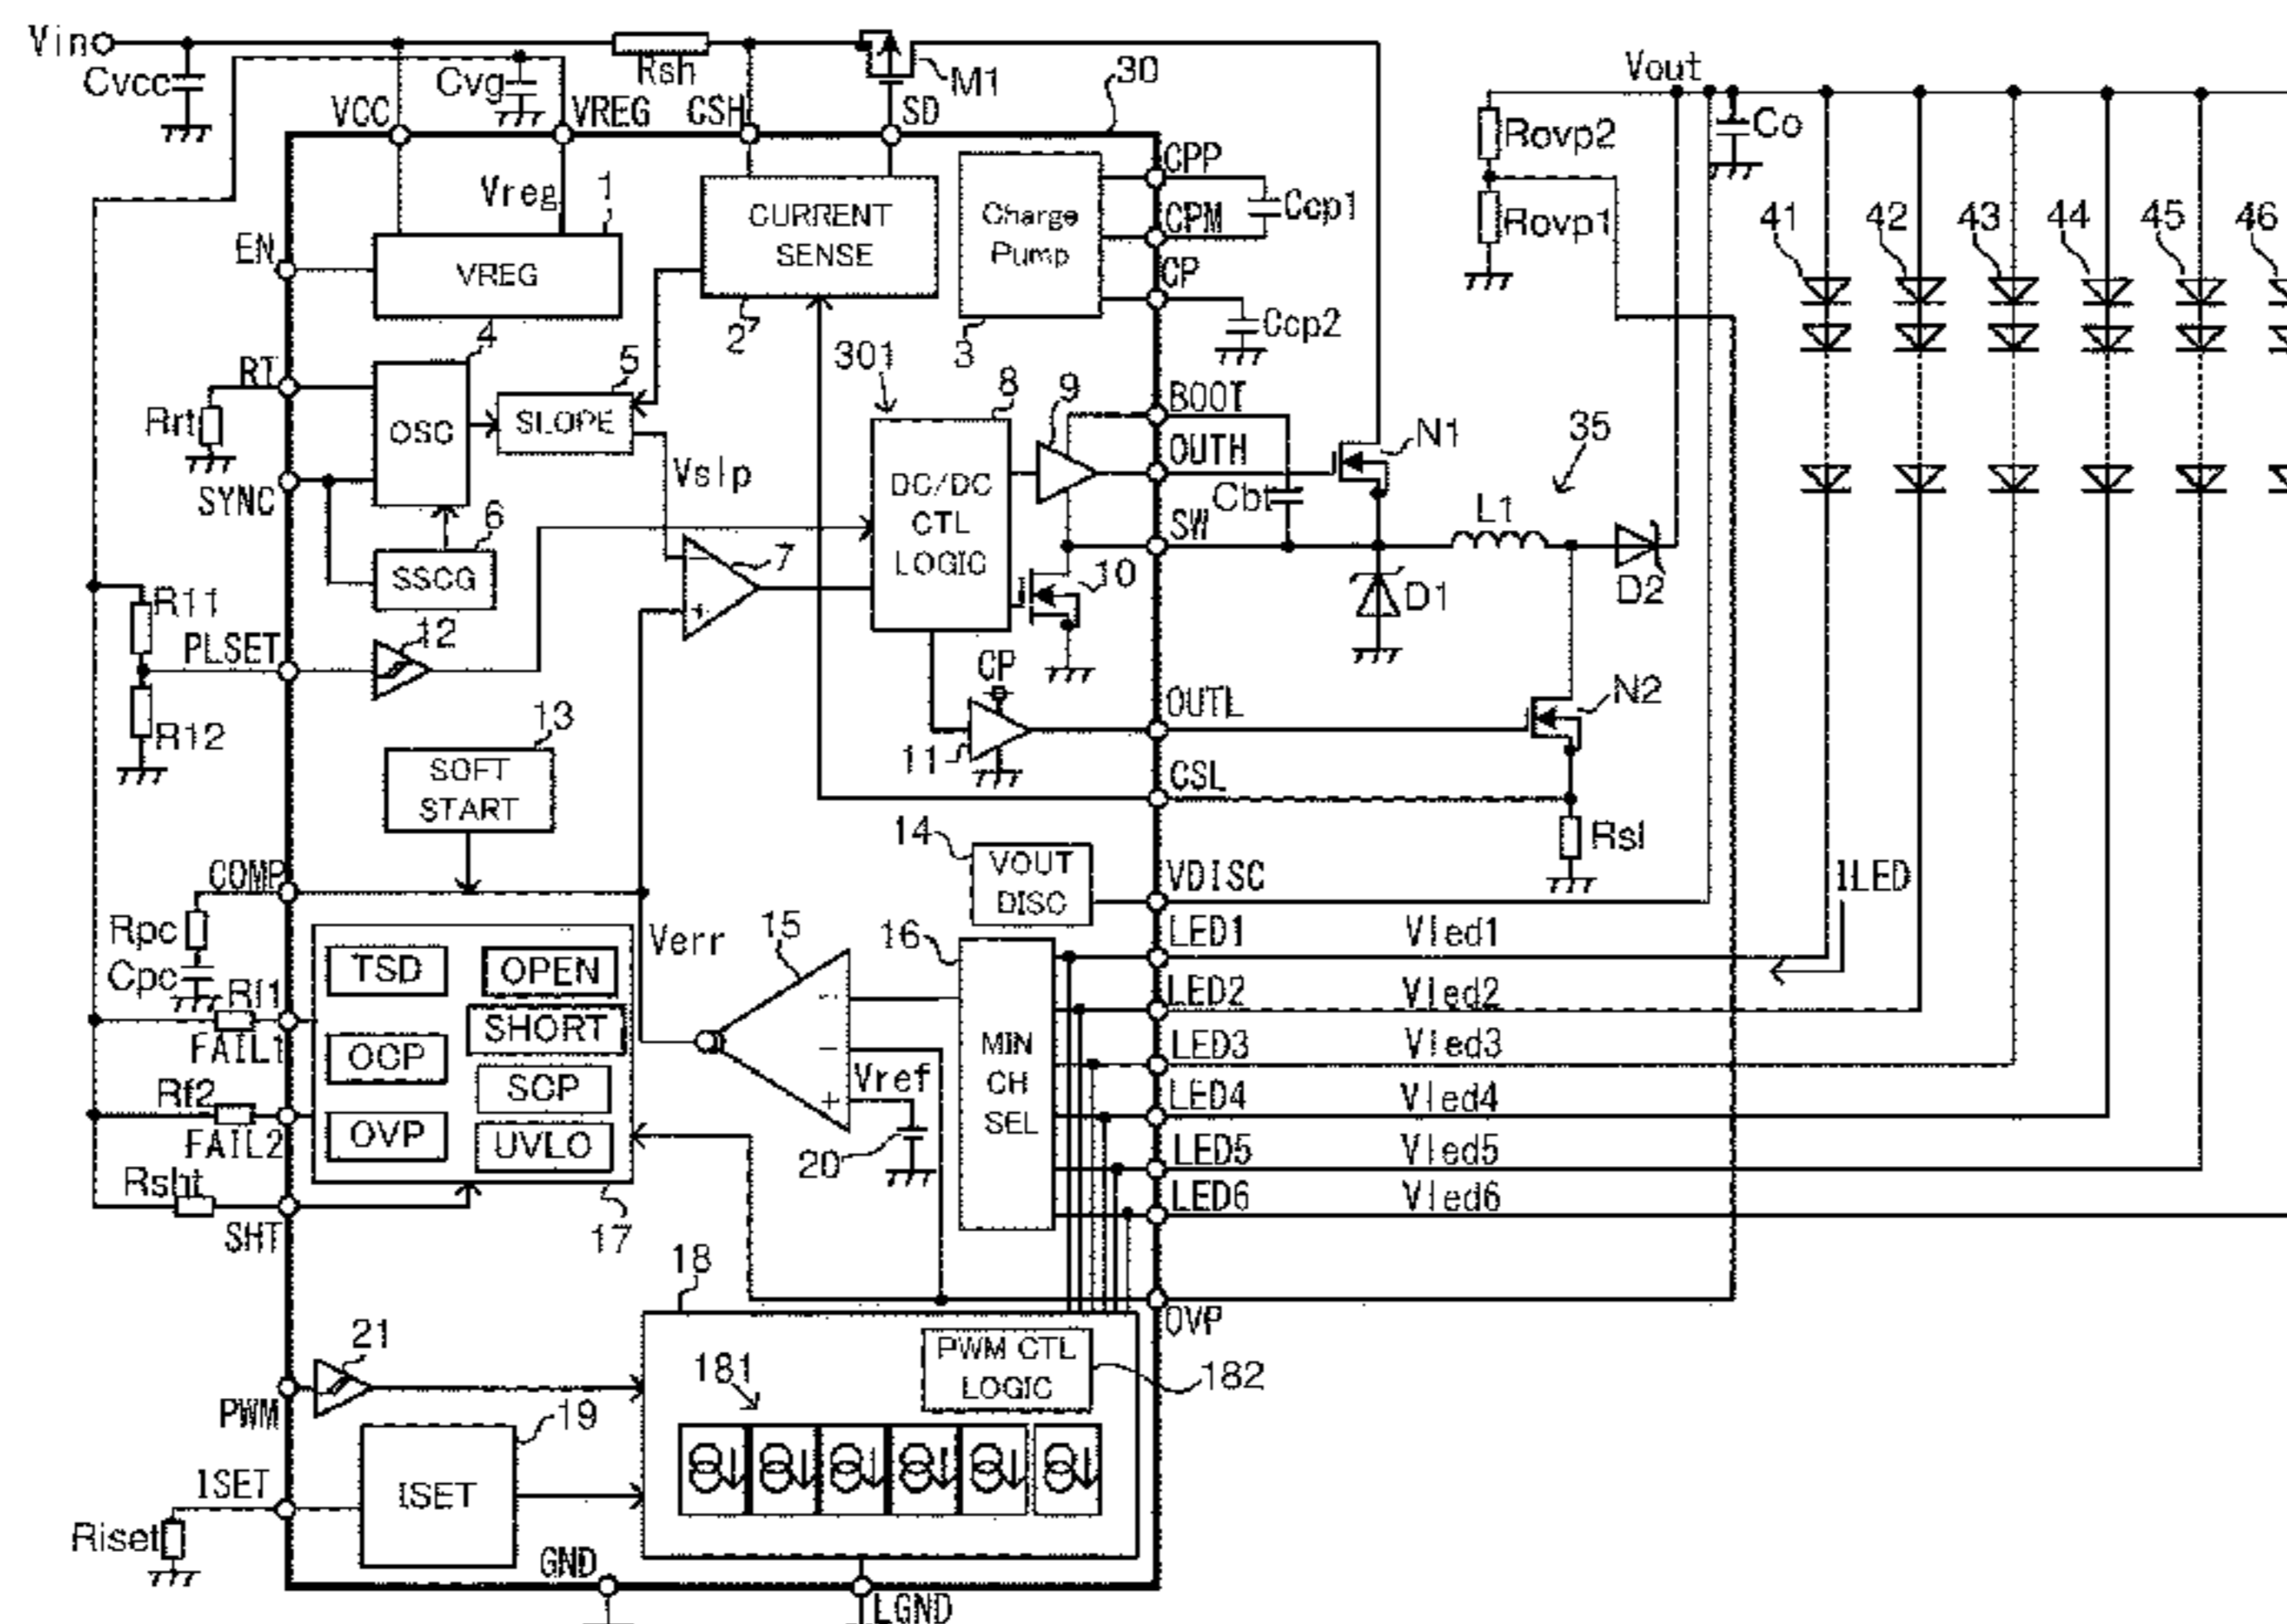 Vin
Cvcc
Cvg
Rsh
M1
30
VCC
VREG
CSH
SD
Vout
Rovp2
Co
CPP
Ccp1
CPM
CP
Ccp2
Rovp1
41
42
43
44
45
46
Vreg
1
EN
VREG
CURRENT
SENSE
2
Charge
Pump
3
4
5
301
8
9
BOOT
RT
Rrt
OSC
SLOPE
Vslp
OUTH
N1
35
SYNC
6
SSCG
7
DC/DC
CTL
LOGIC
Cbt
SW
L1
10
D1
D2
R11
PLSET
12
R12
CP
OUTL
N2
11
13
SOFT
START
CSL
Rsl
14
VOUT
DISC
VDISC
ILED
COMP
Rpc
Cpc
Verr
15
16
LED1
Vled1
TSD
OPEN
LED2
Vled2
Rf1
FAIL1
SHORT
OCP
MIN
CH
SEL
LED3
Vled3
Rf2
FAIL2
SCP
Vref
LED4
Vled4
OVP
UVLO
20
LED5
Vled5
Rsht
SHT
17
LED6
Vled6
18
OVP
21
PWM
181
PWM CTL
LOGIC
182
19
ISET
ISET
Riset
GND
LGND